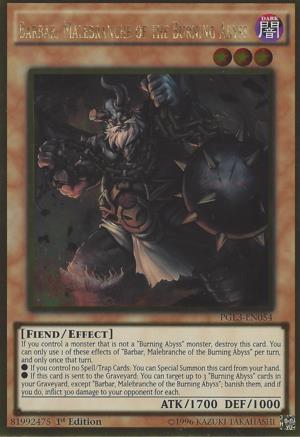 Barbar, Malebranche of the Burning Abyss
DARK
闇
PGL3-EN054
[FIEND/EFFECT]
If you control a monster that is not a "Burning Abyss" monster, destroy this card. You can
only use 1 of these effects of "Barbar, Malebranche of the Burning Abyss" per turn,
and only once that turn.
● If you control no Spell/Trap Cards: You can Special Summon this card from your hand.
● If this card is sent to the Graveyard: You can target up to 3 "Burning Abyss" cards in
your Graveyard, except "Barbar, Malebranche of the Burning Abyss"; banish them, and if
you do, inflict 300 damage to your opponent for each.
ATK/1700 DEF/1000
81992475 1st Edition
©1996 KAZUKI TAKAHASHI